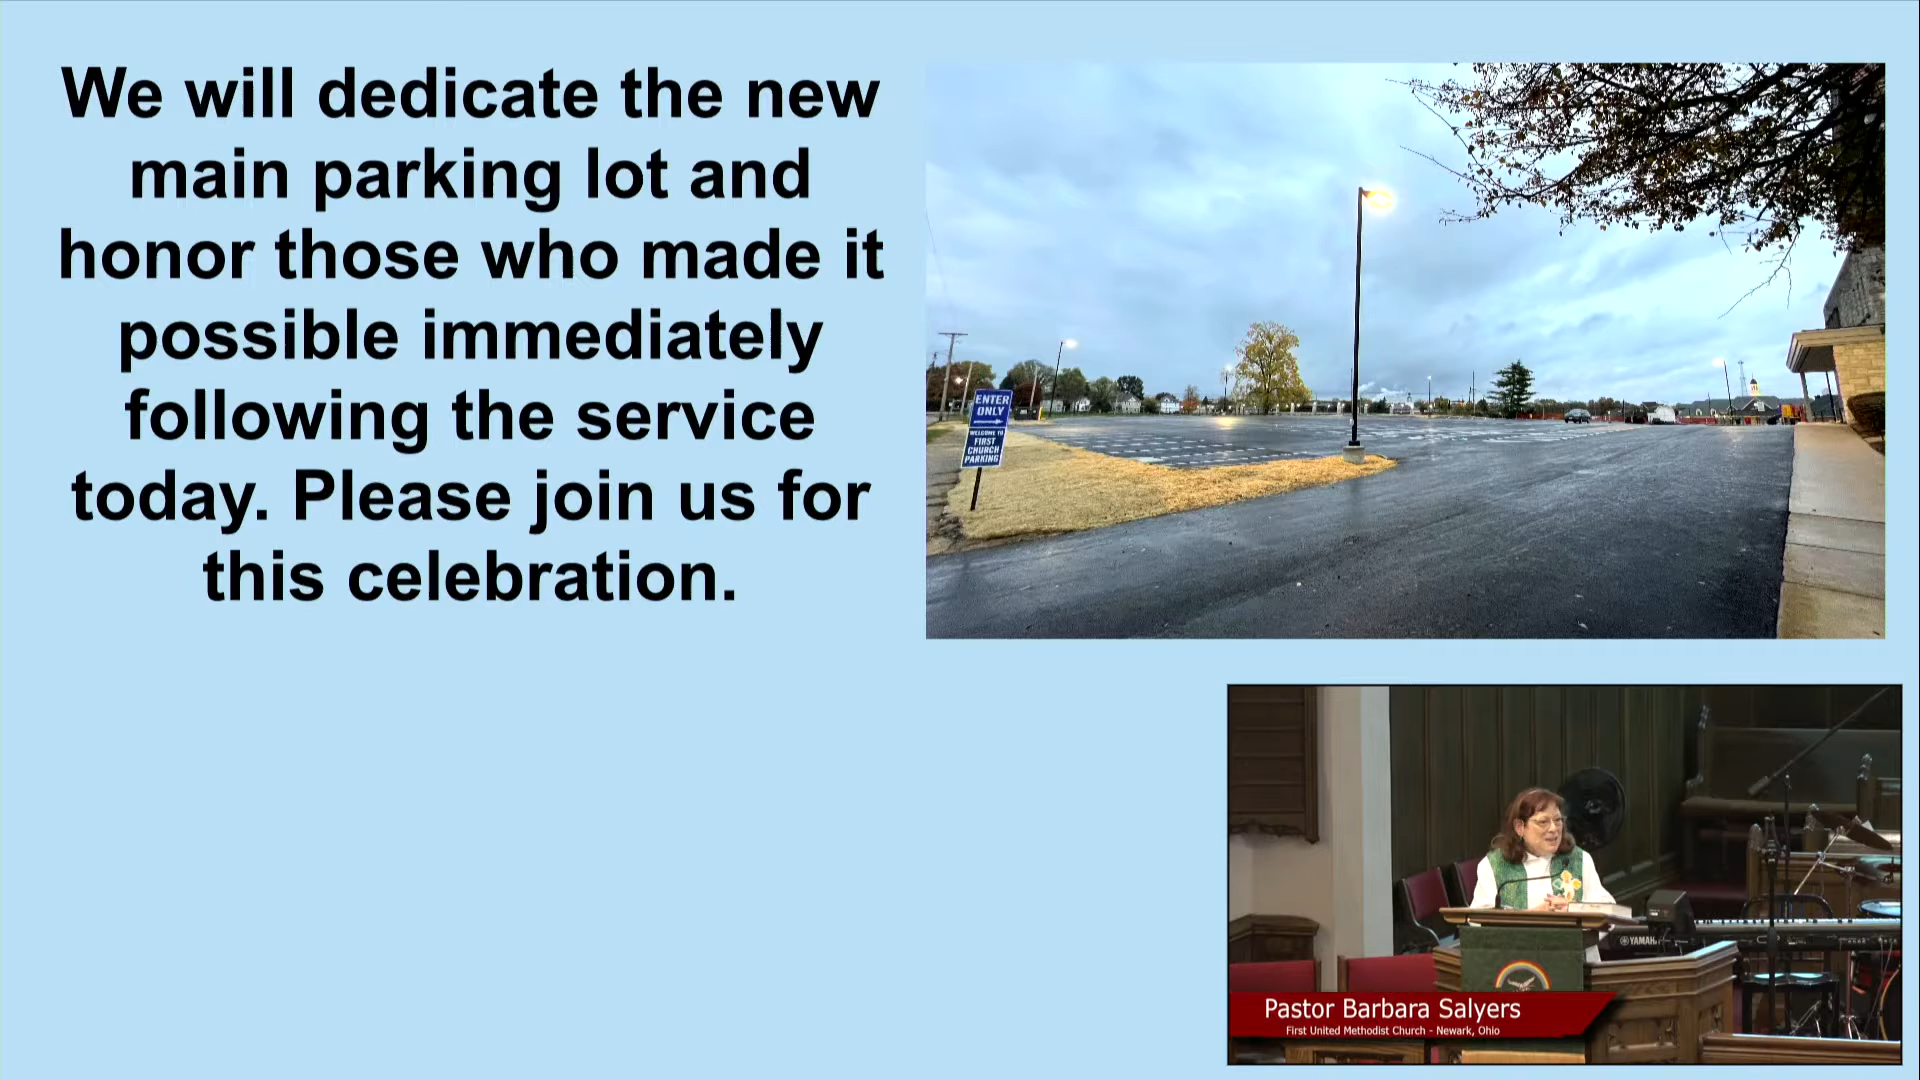 We will dedicate the new
main parking lot and
honor those who made it
possible immediately
following the service
today. Please join us for
this celebration.
ENTER
ONLY
WELCOME TO
FIRST
CHURCH
PARKING
YAMAHA
Pastor Barbara Salyers
First United Methodist Church - Newark, Ohio